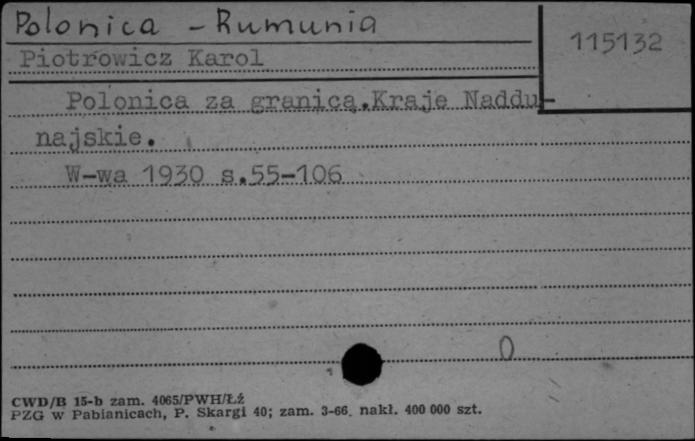 Polonica - Rumunia
115132
Piotrowicz Karol
Polonica za granicą.Kraje Naddu-
najskie.
W-wa 1930 s.55-106
0
CWD/B 15-b zam. 4065/PWH/Łź
PZG w Pabianicach, P. Skargi 40; zam. 3-66. nakł. 400 000 szt.